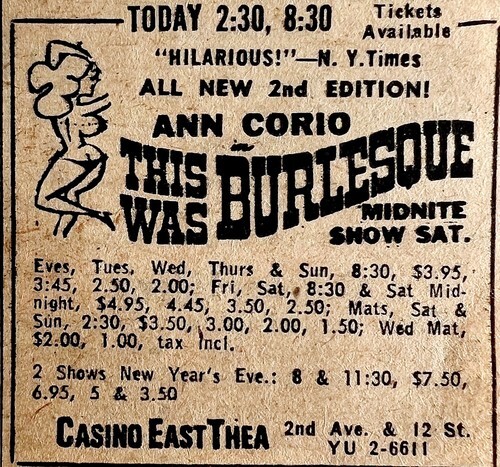 TODAY 2:30, 8:30
Tickets
Available
"HILARIOUS!"—N. Y. Times
ALL NEW 2nd EDITION!
ANN CORIO
in
THIS
WAS
BURLESQUE
MIDNITE
SHOW SAT.
Eves, Tues, Wed, Thurs & Sun, 8:30, $3.95,
3:45, 2.50, 2.00; Fri, Sat, 8:30 & Sat Mid-
night, $4.95, 4.45, 3.50, 2.50; Mats, Sat &
Sun, 2:30, $3.50, 3.00, 2.00, 1.50; Wed Mat,
$2.00, 1.00, tax Incl.
2 Shows New Year's Eve.: 8 & 11:30, $7.50,
6.95, 5 & 3.50
CASINO EAST THEA
2nd Ave. & 12 St.
YU 2-6611